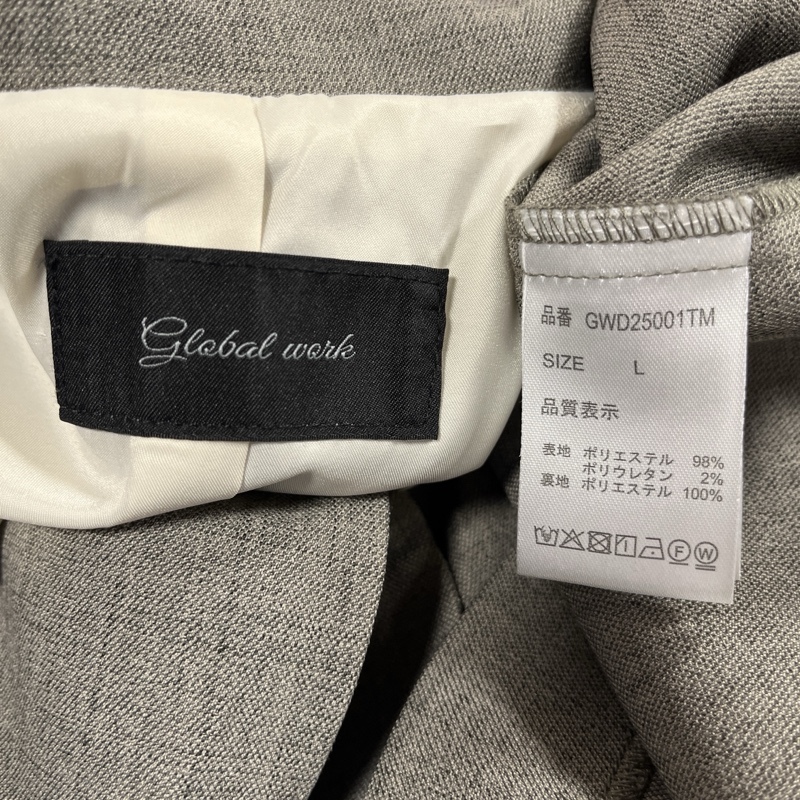 Global work
品番 GWD25001TM
SIZE L
品質表示
表地 ポリエステル 98%
ポリウレタン 2%
裏地 ポリエステル 100%
F W